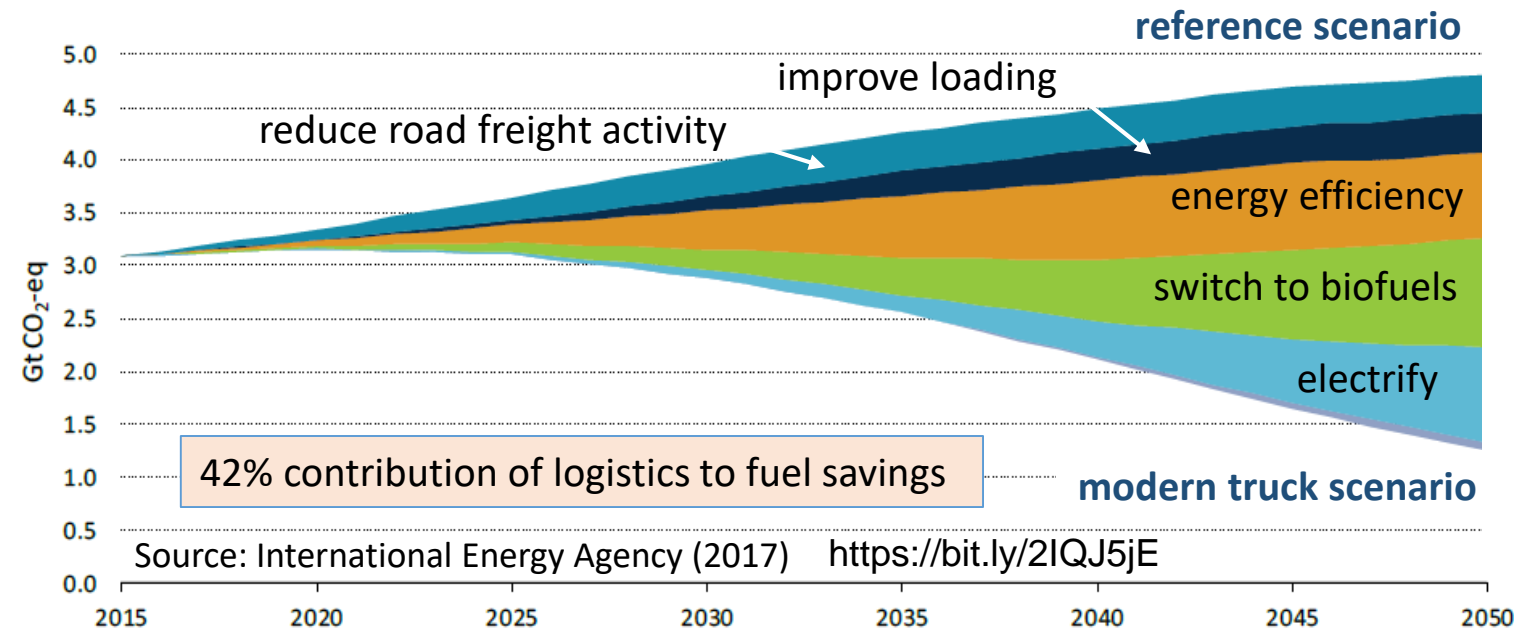 reference scenario
5.0
improve loading
4.5
reduce road freight activity
4.0
3.5
energy efficiency
3.0
switch to biofuels
2.5
2.0
electrify
1.5
42% contribution of logistics to fuel savings
1.0
modern truck scenario
0.5
Source: International Energy Agency (2017) https://bit.ly/2IQJ5jE
0.0
Gt CO₂-eq
2015 2020 2025 2030 2035 2040 2045 2050